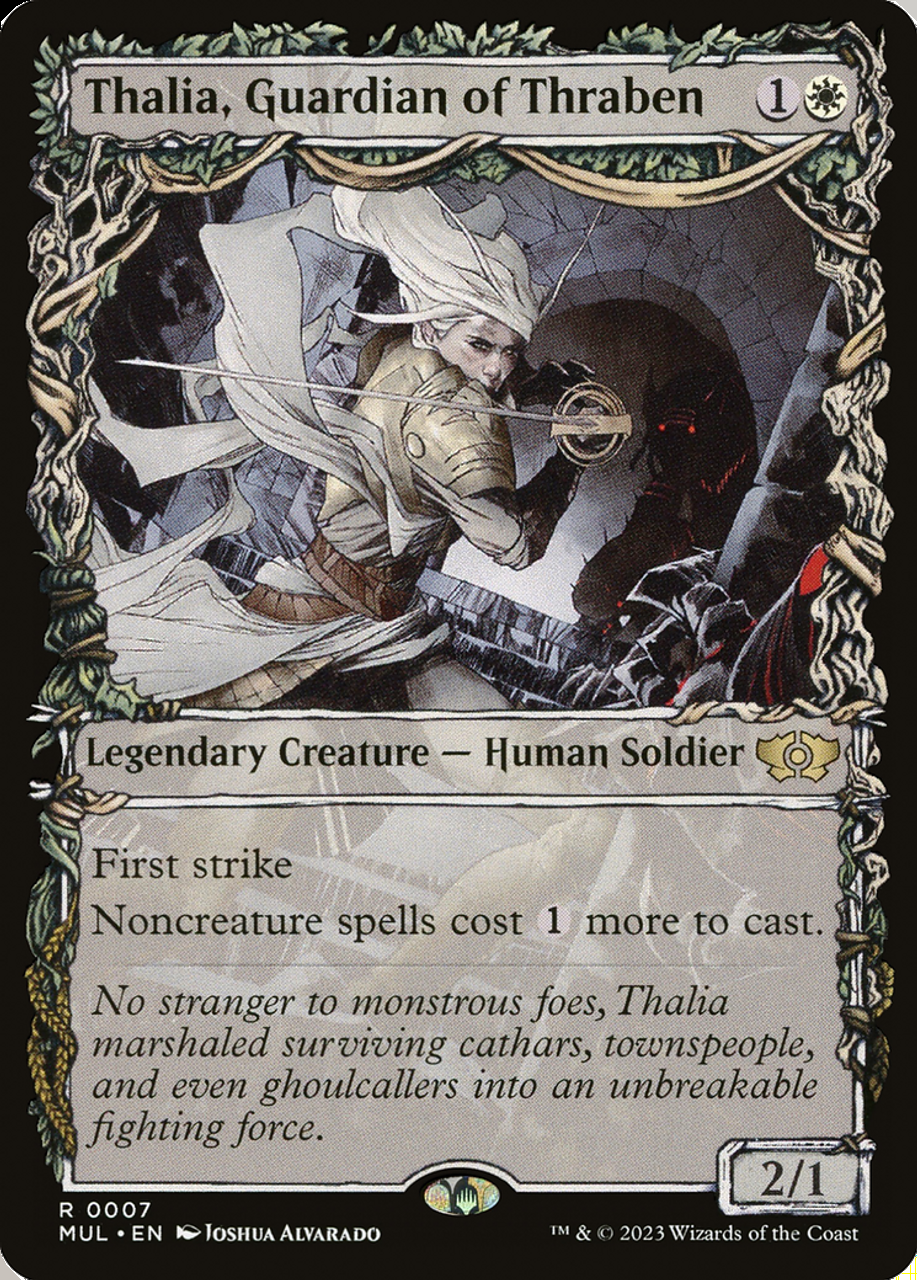 Thalia, Guardian of Thraben 1
Legendary Creature — Human Soldier
First strike
Noncreature spells cost 1 more to cast.
No stranger to monstrous foes, Thalia
marshaled surviving cathars, townspeople,
and even ghoulcallers into an unbreakable
fighting force.
2/1
R 0007
MUL • EN JOSHUA ALVARADO
™ & © 2023 Wizards of the Coast